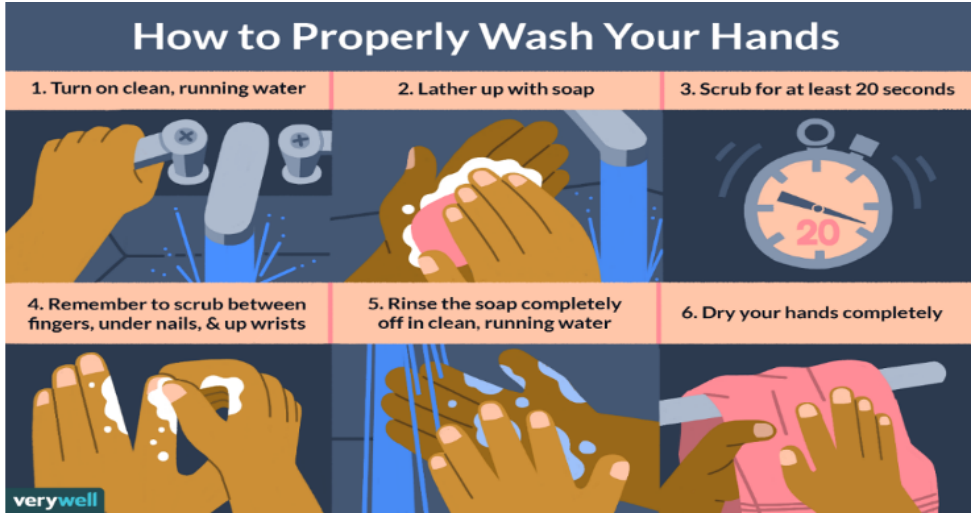 How to Properly Wash Your Hands
1. Turn on clean, running water
2. Lather up with soap
3. Scrub for at least 20 seconds
20
4. Remember to scrub between
fingers, under nails, & up wrists
5. Rinse the soap completely
off in clean, running water
6. Dry your hands completely
verywell